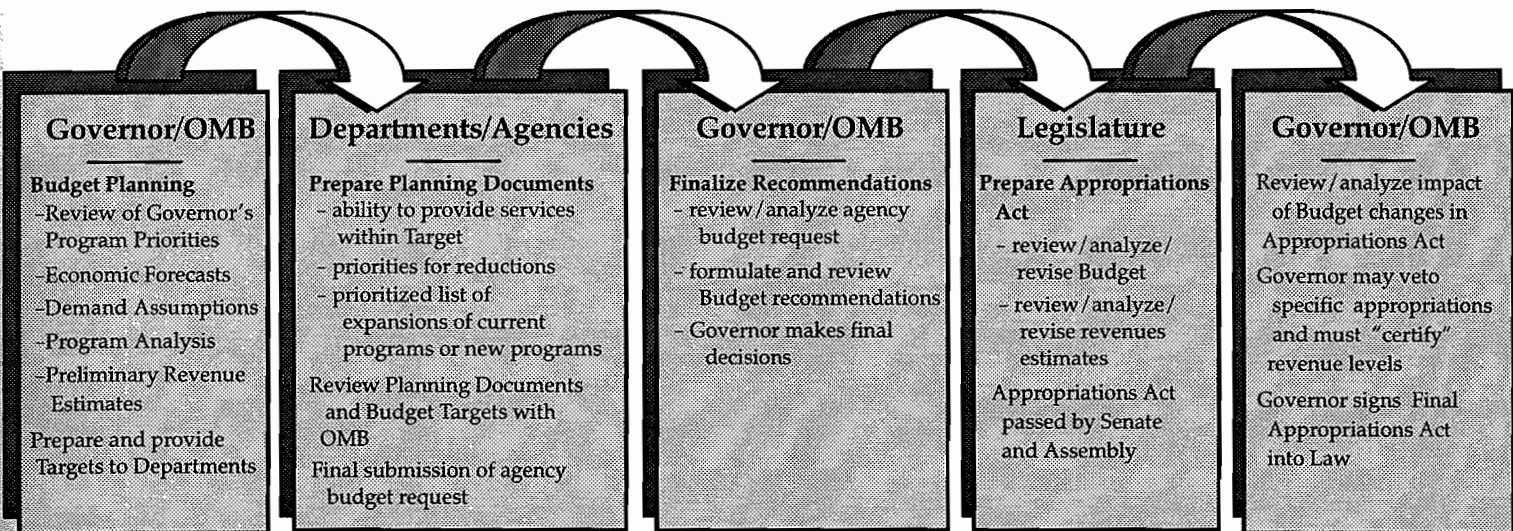 Governor/OMB
Budget Planning
-Review of Governor's
Program Priorities
-Economic Forecasts
-Demand Assumptions
-Program Analysis
-Preliminary Revenue
Estimates
Prepare and provide
Targets to Departments
Departments/Agencies
Prepare Planning Documents
- ability to provide services
within Target
- priorities for reductions
- prioritized list of
expansions of current
programs or new programs
Review Planning Documents
and Budget Targets with
OMB
Final submission of agency
budget request
Governor/OMB
Finalize Recommendations
- review/analyze agency
budget request
- formulate and review
Budget recommendations
- Governor makes final
decisions
Legislature
Prepare Appropriations
Act
- review/analyze/
revise Budget
- review/analyze/
revise revenues
estimates
Appropriations Act
passed by Senate
and Assembly
Governor/OMB
Review/analyze impact
of Budget changes in
Appropriations Act
Governor may veto
specific appropriations
and must "certify"
revenue levels
Governor signs Final
Appropriations Act
into Law